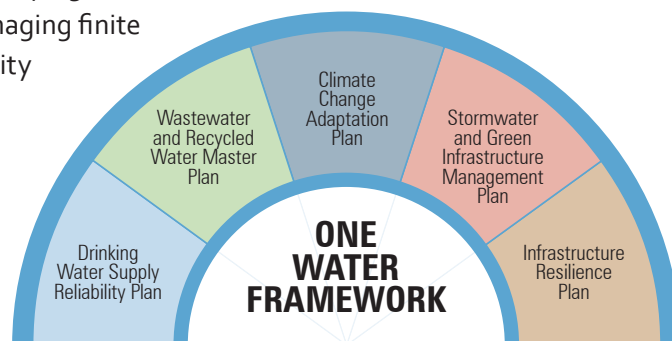 naging finite
ity
Climate
Change
Adaptation
Plan
Wastewater
and Recycled
Water Master
Plan
Stormwater
and Green
Infrastructure
Management
Plan
Drinking
Water Supply
Reliability Plan
ONE
WATER
FRAMEWORK
Infrastructure
Resilience
Plan